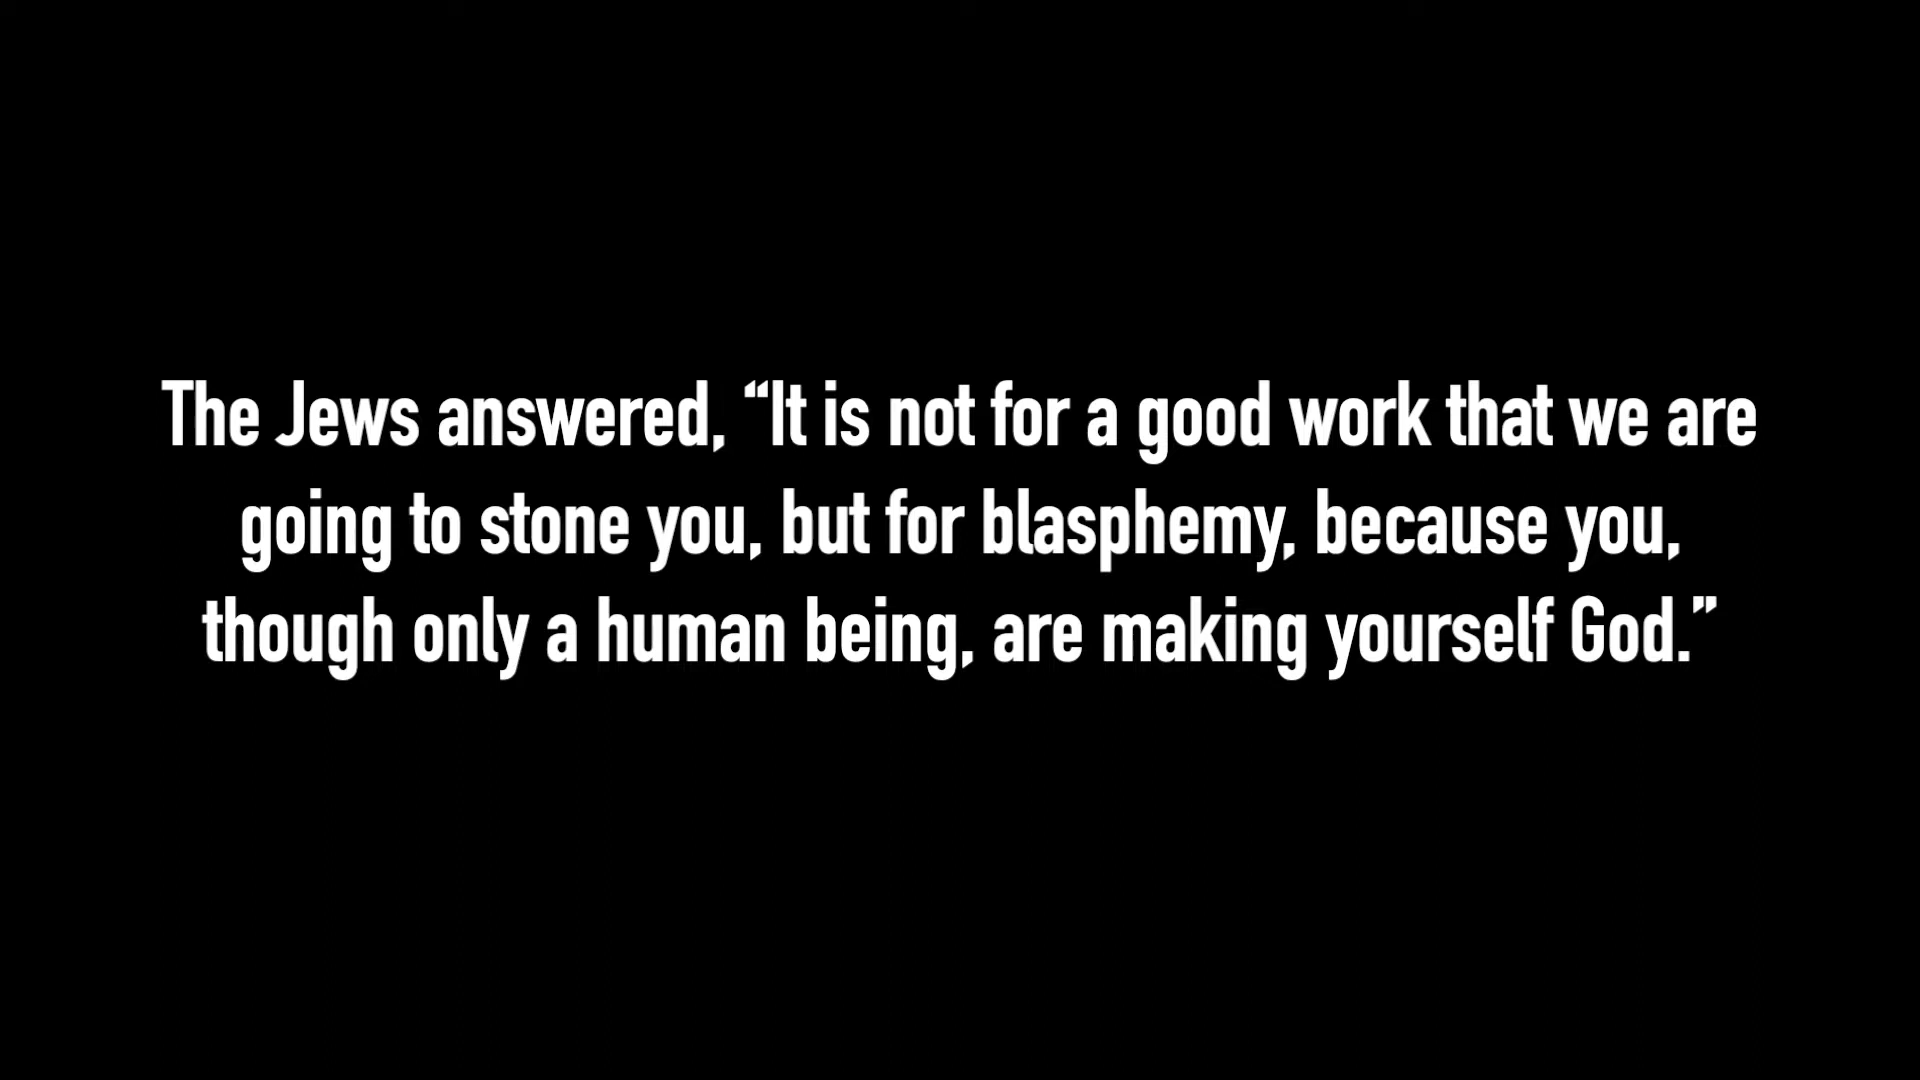 The Jews answered, “It is not for a good work that we are
going to stone you, but for blasphemy, because you,
though only a human being, are making yourself God.”